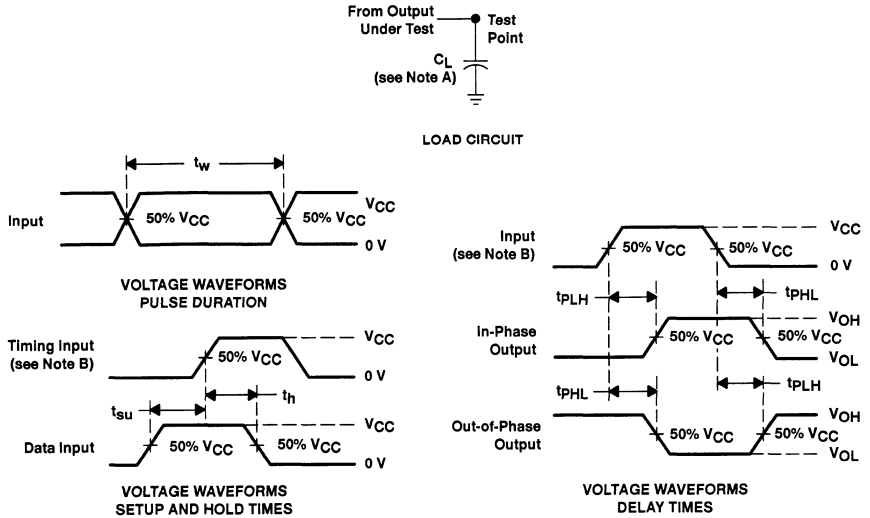 From Output
Under Test
Test
Point
CL
(see Note A)
LOAD CIRCUIT
tw
Input
50% VCC
50% VCC
VCC
0 V
VOLTAGE WAVEFORMS
PULSE DURATION
Timing Input
(see Note B)
50% VCC
VCC
0 V
tsu
th
Data Input
50% VCC
50% VCC
VCC
0 V
VOLTAGE WAVEFORMS
SETUP AND HOLD TIMES
Input
(see Note B)
50% VCC
50% VCC
VCC
0 V
tPLH
tPHL
In-Phase
Output
50% VCC
50% VCC
VOH
VOL
tPHL
tPLH
Out-of-Phase
Output
50% VCC
50% VCC
VOH
VOL
VOLTAGE WAVEFORMS
DELAY TIMES